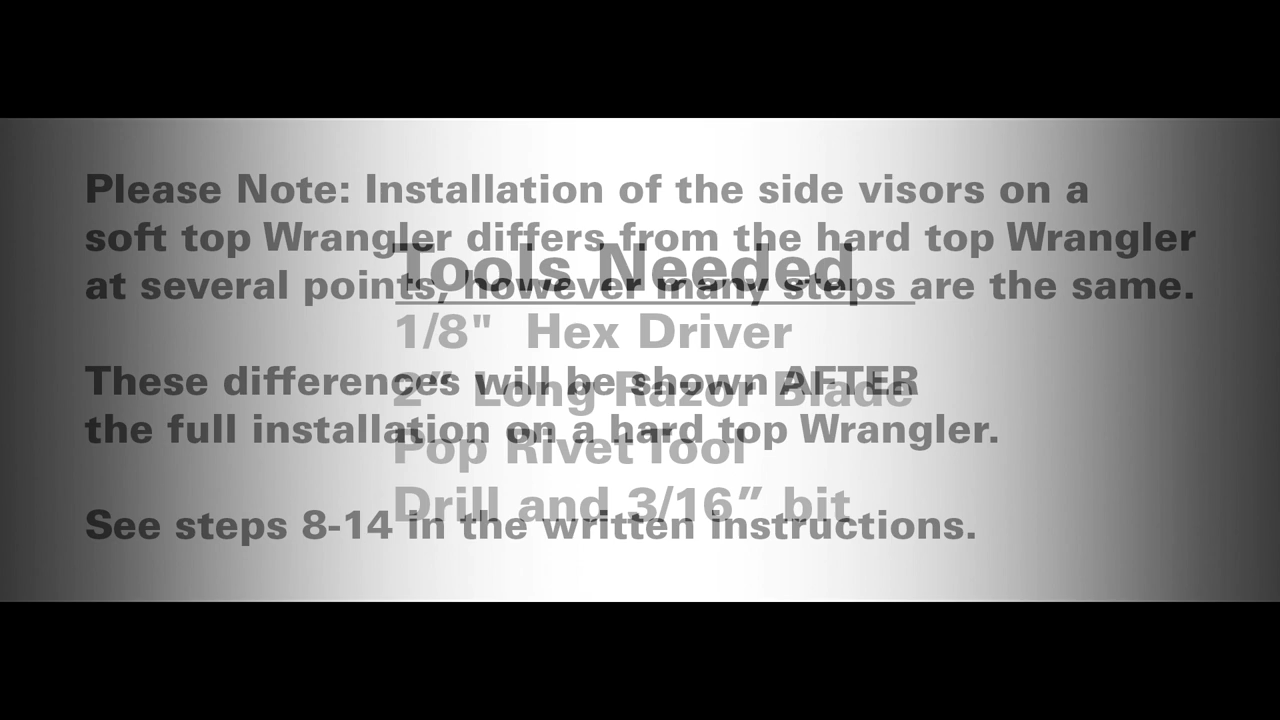 Please Note: Installation of the side visors on a
soft top Wrangler differs from the hard top Wrangler
at several points, however many steps are the same.
These differences will be shown AFTER
the full installation on a hard top Wrangler.
See steps 8-14 in the written instructions.
Tools Needed
1/8" Hex Driver
2” Long Razor Blade
Pop Rivet Tool
Drill and 3/16” bit